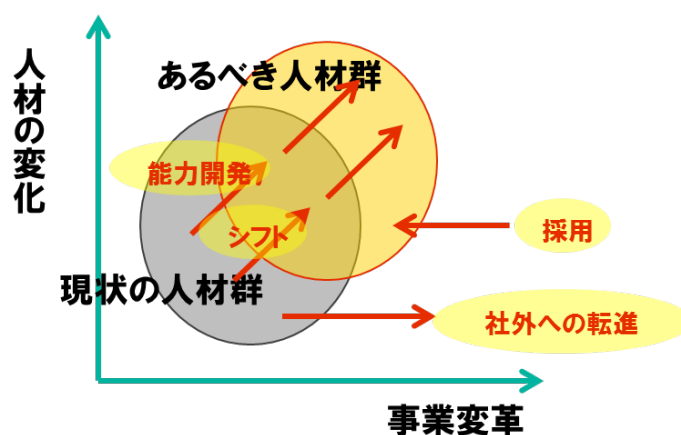 人材の変化
あるべき人材群
能力開発
シフト
採用
現状の人材群
社外への転進
事業変革